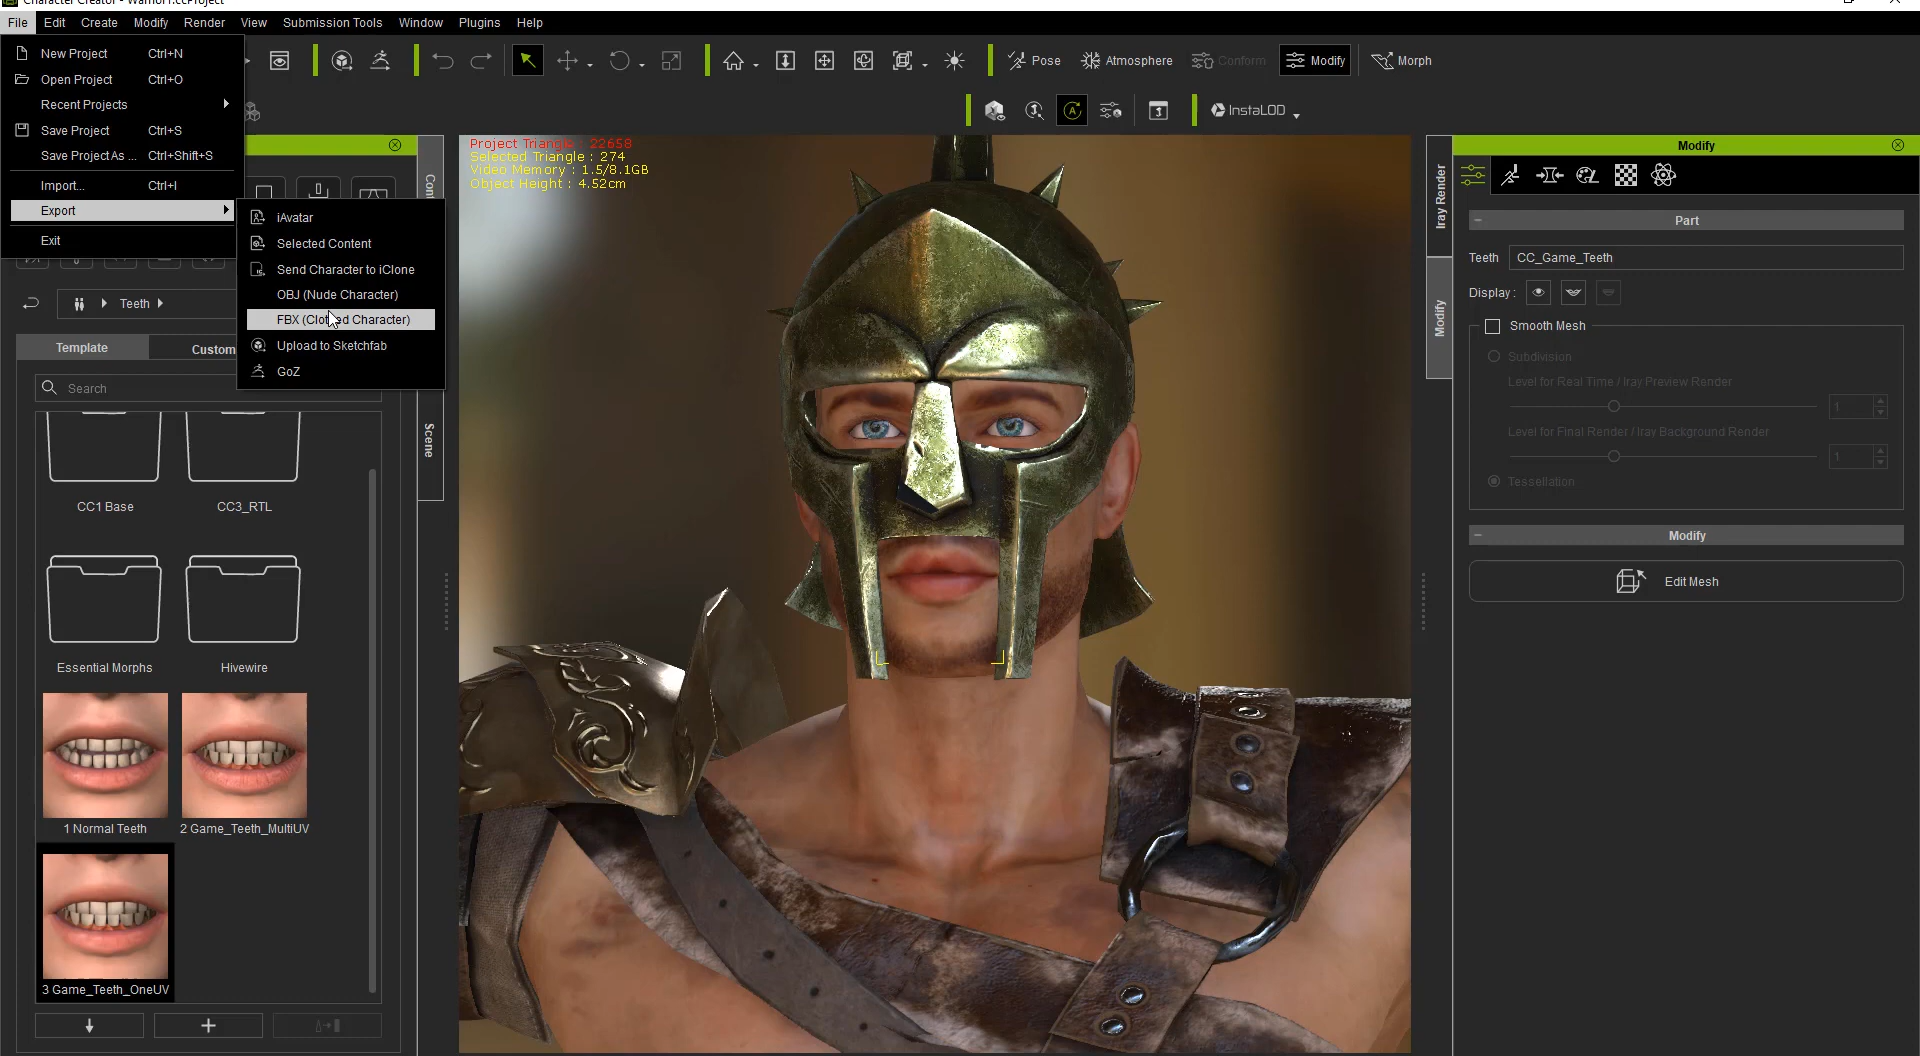 Character Creator - Warrior1.ccProject
File Edit Create Modify Render View Submission Tools Window Plugins Help
New Project Ctrl+N
Open Project Ctrl+O
Recent Projects
Save Project Ctrl+S
Save Project As ... Ctrl+Shift+S
Import... Ctrl+I
Export
Exit
iAvatar
Selected Content
Send Character to iClone
OBJ (Nude Character)
FBX (Clothed Character)
Upload to Sketchfab
GoZ
Pose
Atmosphere
Conform
Modify
Morph
InstaLOD
Teeth
Template
Custom
Search
CC1 Base
CC3_RTL
Essential Morphs
Hivewire
1 Normal Teeth
2 Game_Teeth_MultiUV
3 Game_Teeth_OneUV
Scene
Project Triangle : 22658
Selected Triangle : 274
Video Memory : 1.5/8.1GB
Object Height : 4.52cm
Iray Render
Modify
Modify
Part
Teeth CC_Game_Teeth
Display :
Smooth Mesh
Subdivision
Level for Real Time / Iray Preview Render
1
Level for Final Render / Iray Background Render
1
Tessellation
Modify
Edit Mesh